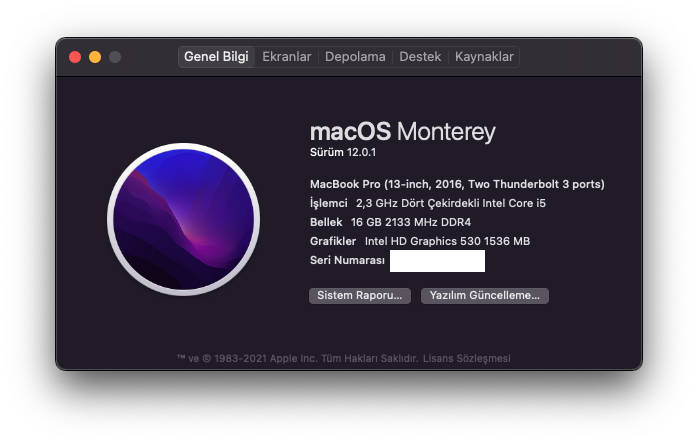 Genel Bilgi Ekranlar Depolama Destek Kaynaklar
macOS Monterey
Sürüm 12.0.1
MacBook Pro (13-inch, 2016, Two Thunderbolt 3 ports)
İşlemci 2,3 GHz Dört Çekirdekli Intel Core i5
Bellek 16 GB 2133 MHz DDR4
Grafikler Intel HD Graphics 530 1536 MB
Seri Numarası
Sistem Raporu... Yazılım Güncelleme...
™ ve © 1983-2021 Apple Inc. Tüm Hakları Saklıdır. Lisans Sözleşmesi